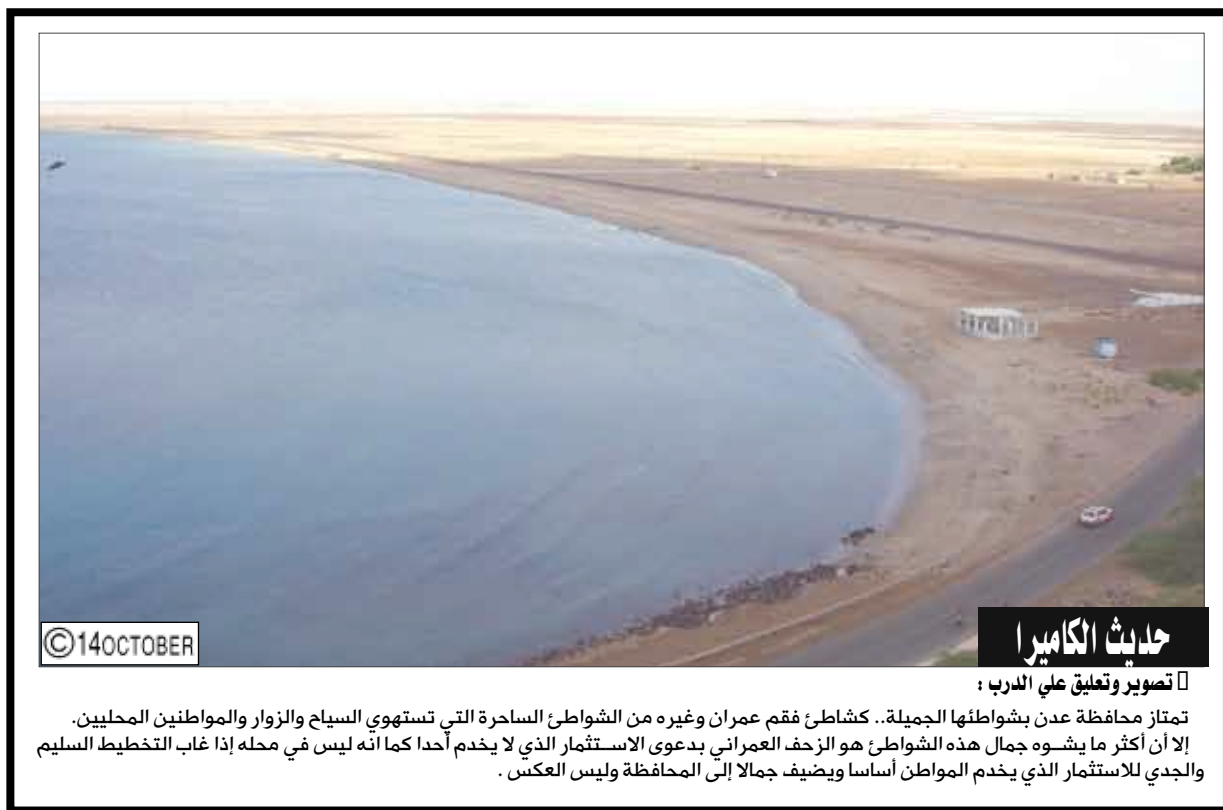 ©14OCTOBER
حديث الكاميرا
تصوير وتعليق علي الدرب :
تمتاز محافظة عدن بشواطئها الجميلة.. كشاطئ فقم عمران وغيره من الشواطئ الساحرة التي تستهوي السياح والزوار والمواطنين المحليين.
إلا أن أكثر ما يشوه جمال هذه الشواطئ هو الزحف العمراني بدعوى الاستثمار الذي لا يخدم أحدا كما انه ليس في محله إذا غاب التخطيط السليم
والجدي للاستثمار الذي يخدم المواطن أساسا ويضيف جمالا إلى المحافظة وليس العكس .